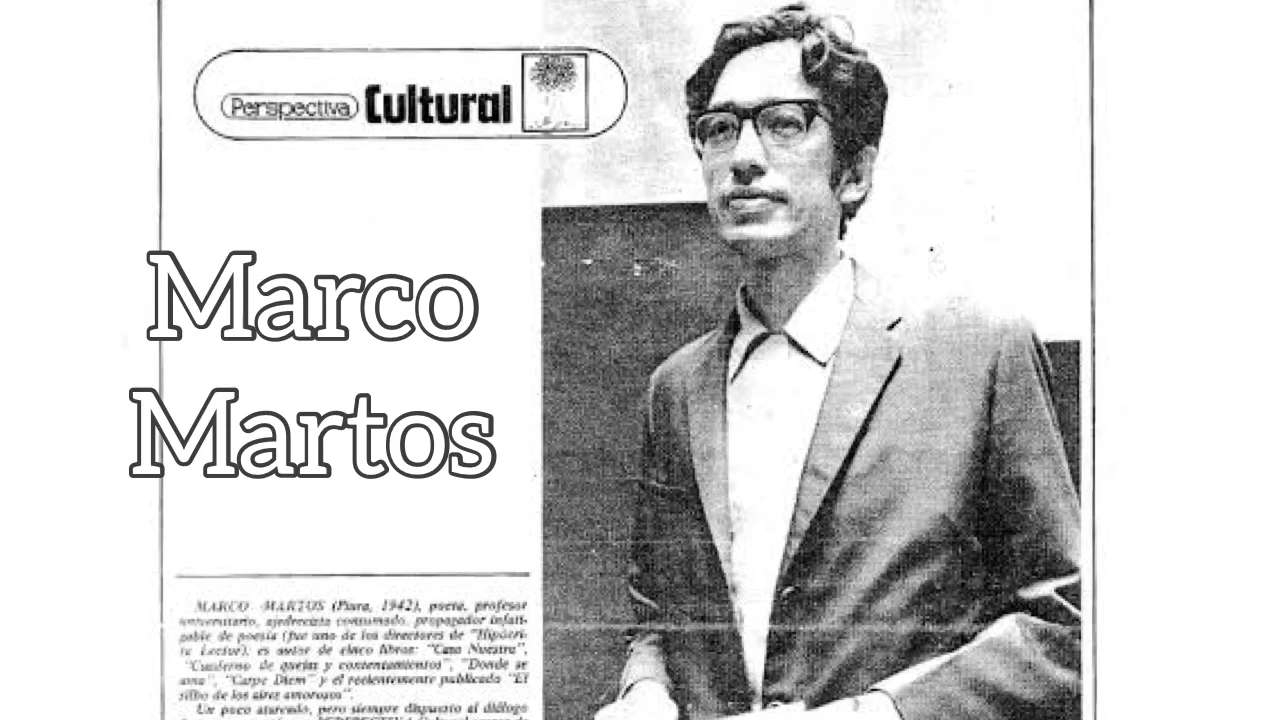 Perspectiva Cultural
Marco
Martos
MARCO MARTOS (Piura, 1942), poeta, profesor
universitario, ajedrecista consumado, propagador infati-
gable de poesía (fue uno de los directores de "Hipócri-
ta Lector), es autor de cinco libros: "Casa Nuestra",
"Cuaderno de quejas y contentamientos", "Donde se
ama", "Carpe Diem" y el recientemente publicado "El
silbo de los aires amorosos".
Un poco aturdido, pero siempre dispuesto al diálogo